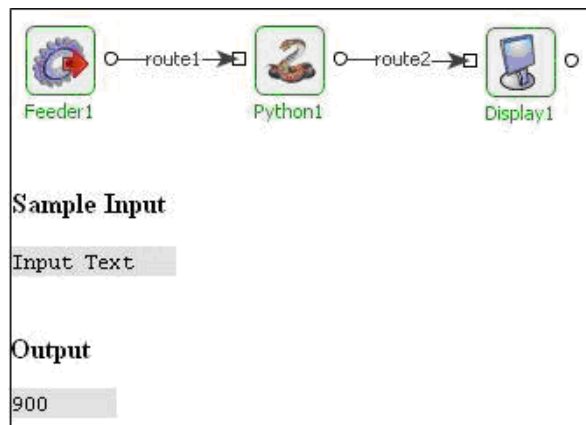 route1
route2
Feeder1
Python1
Display1
Sample Input
Input Text
Output
900